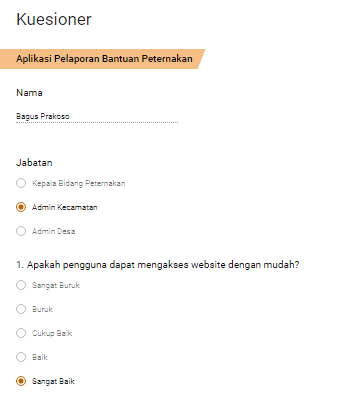 Kuesioner
Aplikasi Pelaporan Bantuan Peternakan
Nama
Bagus Prakoso
Jabatan
Kepala Bidang Peternakan
Admin Kecamatan
Admin Desa
1. Apakah pengguna dapat mengakses website dengan mudah?
Sangat Buruk
Buruk
Cukup Baik
Baik
Sangat Baik